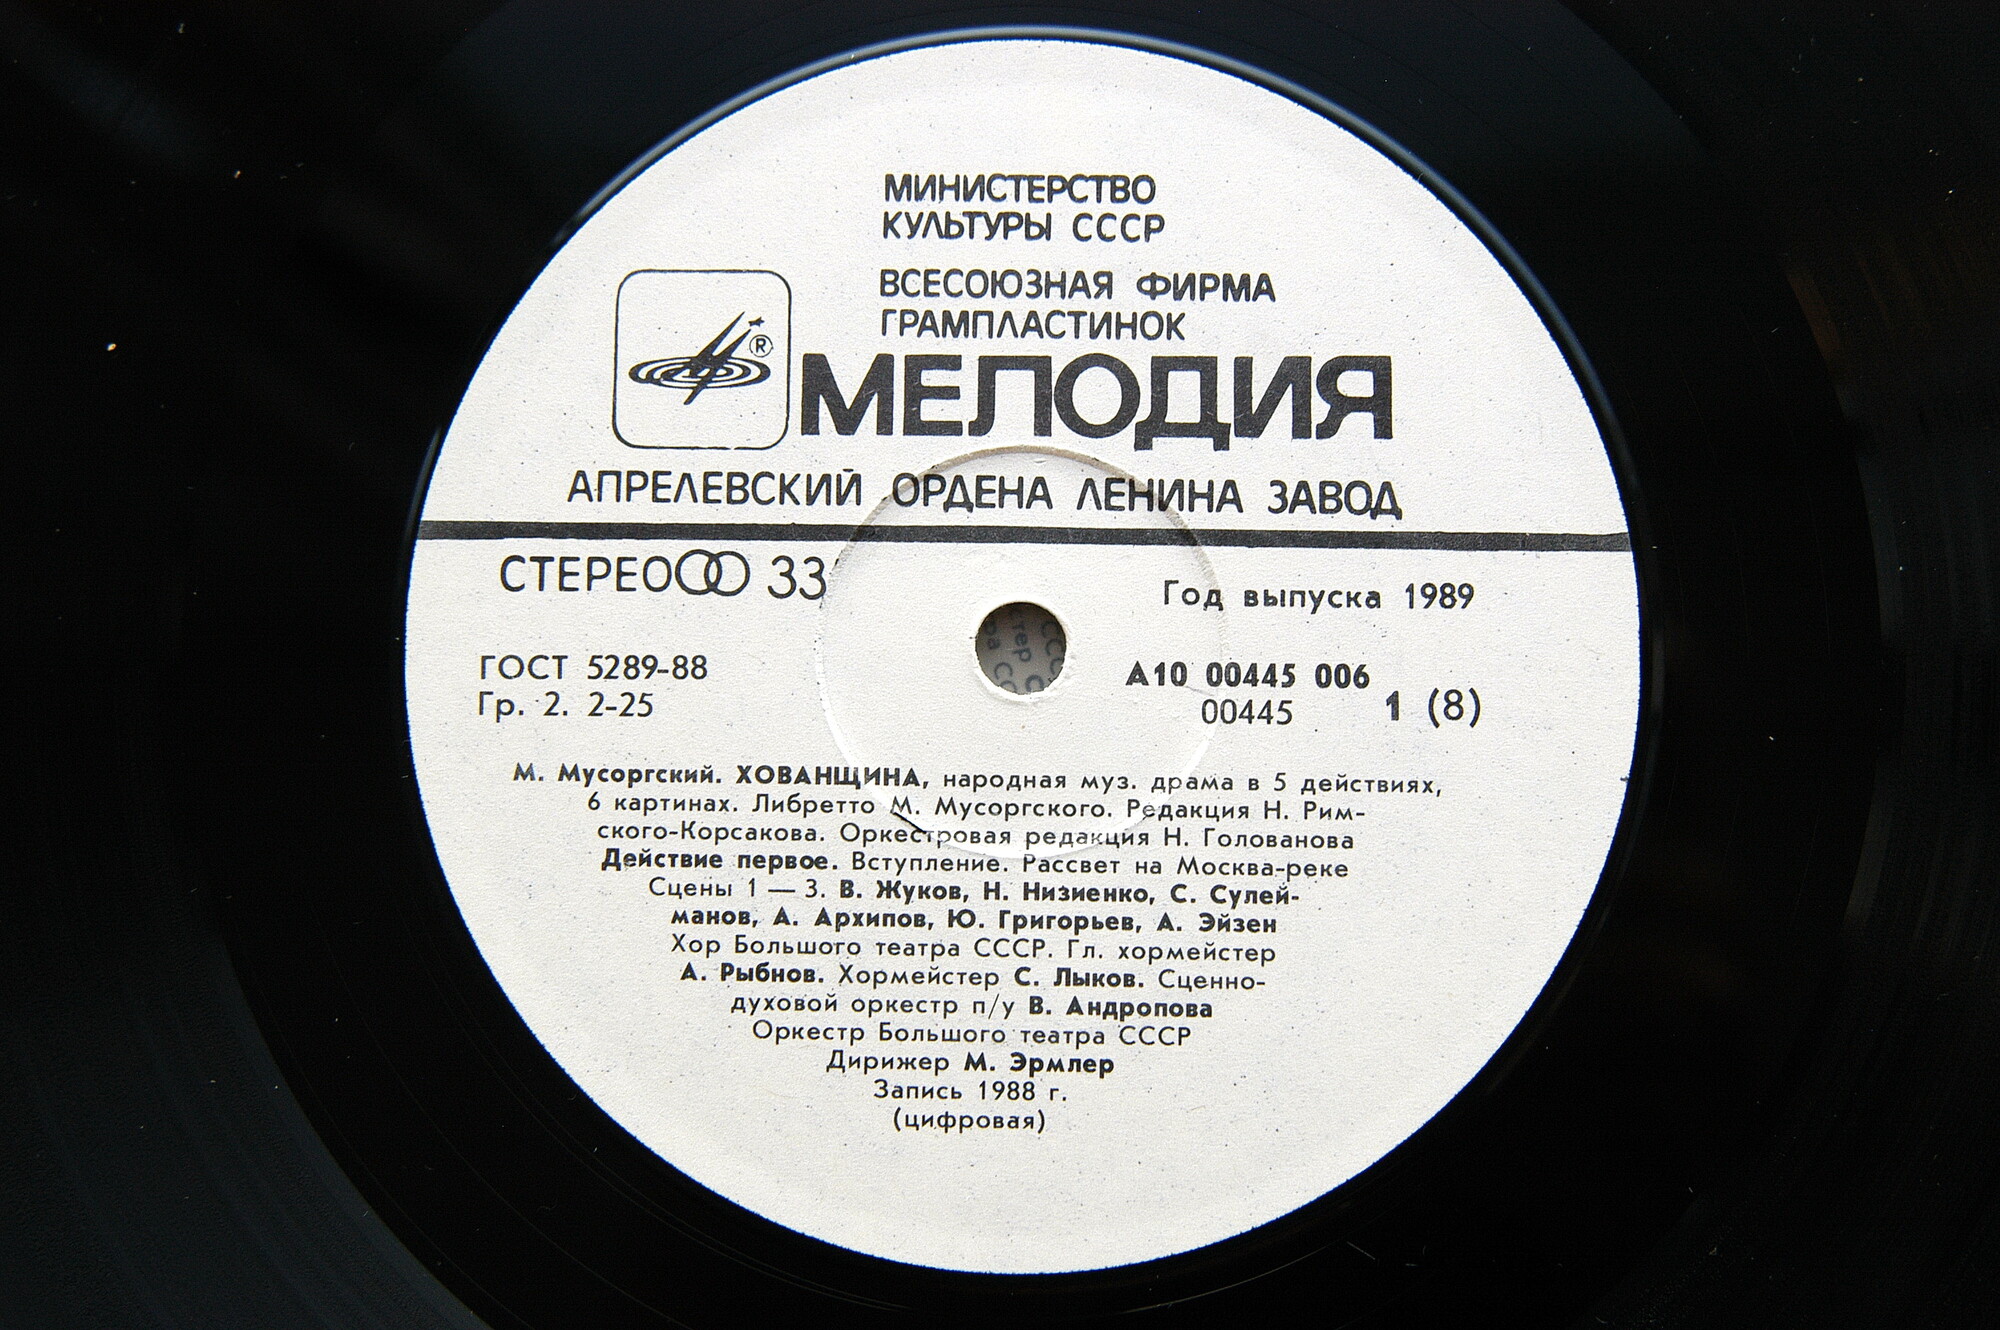 МИНИСТЕРСТВО
КУЛЬТУРЫ СССР
ВСЕСОЮЗНАЯ ФИРМА
ГРАМПЛАСТИНОК
®
МЕЛОДИЯ
АПРЕЛЕВСКИЙ ОРДЕНА ЛЕНИНА ЗАВОД
СТЕРЕО 33
Год выпуска 1989
ГОСТ 5289-88
Гр. 2. 2-25
А10 00445 006
00445 1 (8)
М. Мусоргский. ХОВАНЩИНА, народная муз. драма в 5 действиях,
6 картинах. Либретто М. Мусоргского. Редакция Н. Рим-
ского-Корсакова. Оркестровая редакция Н. Голованова
Действие первое. Вступление. Рассвет на Москва-реке
Сцены 1 — 3. В. Жуков, Н. Низиенко, С. Сулей-
манов, А. Архипов, Ю. Григорьев, А. Эйзен
Хор Большого театра СССР. Гл. хормейстер
А. Рыбнов. Хормейстер С. Лыков. Сценно-
духовой оркестр п/у В. Андропова
Оркестр Большого театра СССР
Дирижер М. Эрмлер
Запись 1988 г.
(цифровая)